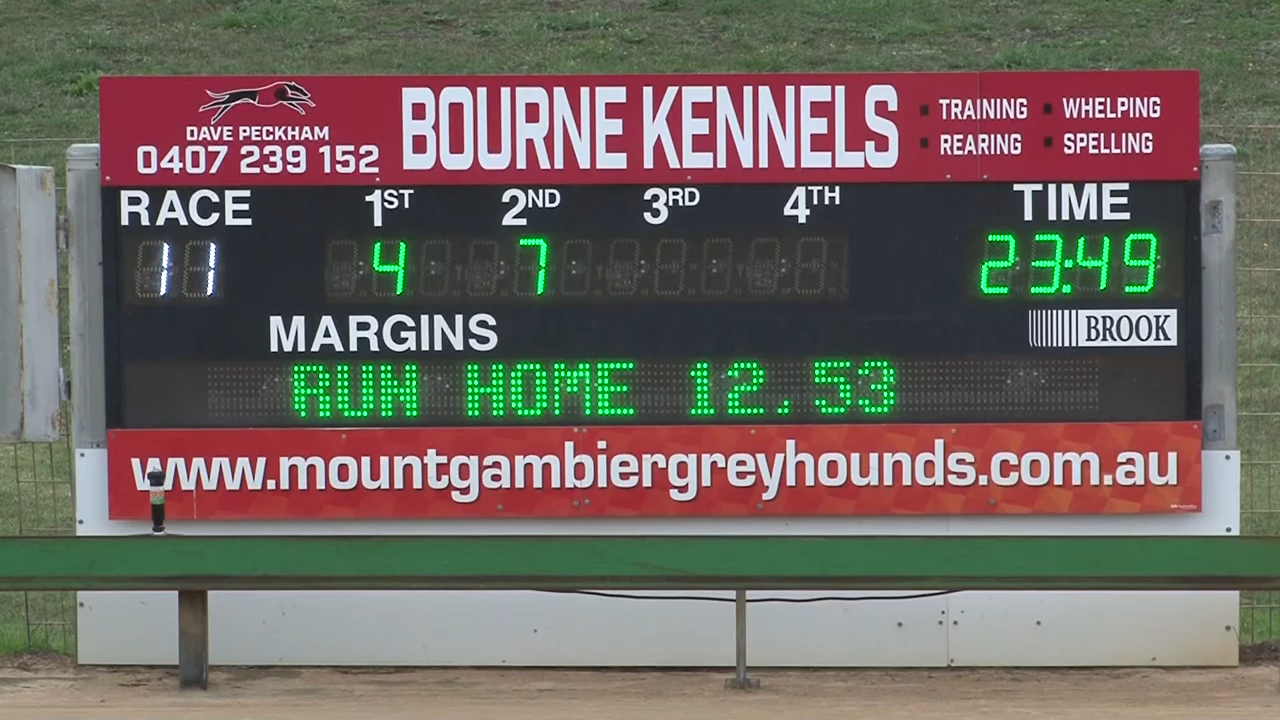 DAVE PECKHAM
0407 239 152
BOURNE KENNELS
TRAINING
WHELPING
REARING
SPELLING
RACE 1ST 2ND 3RD 4TH TIME
11 4 7 23:49
MARGINS
BROOK
RUN HOME 12.53
www.mountgambiergreyhounds.com.au